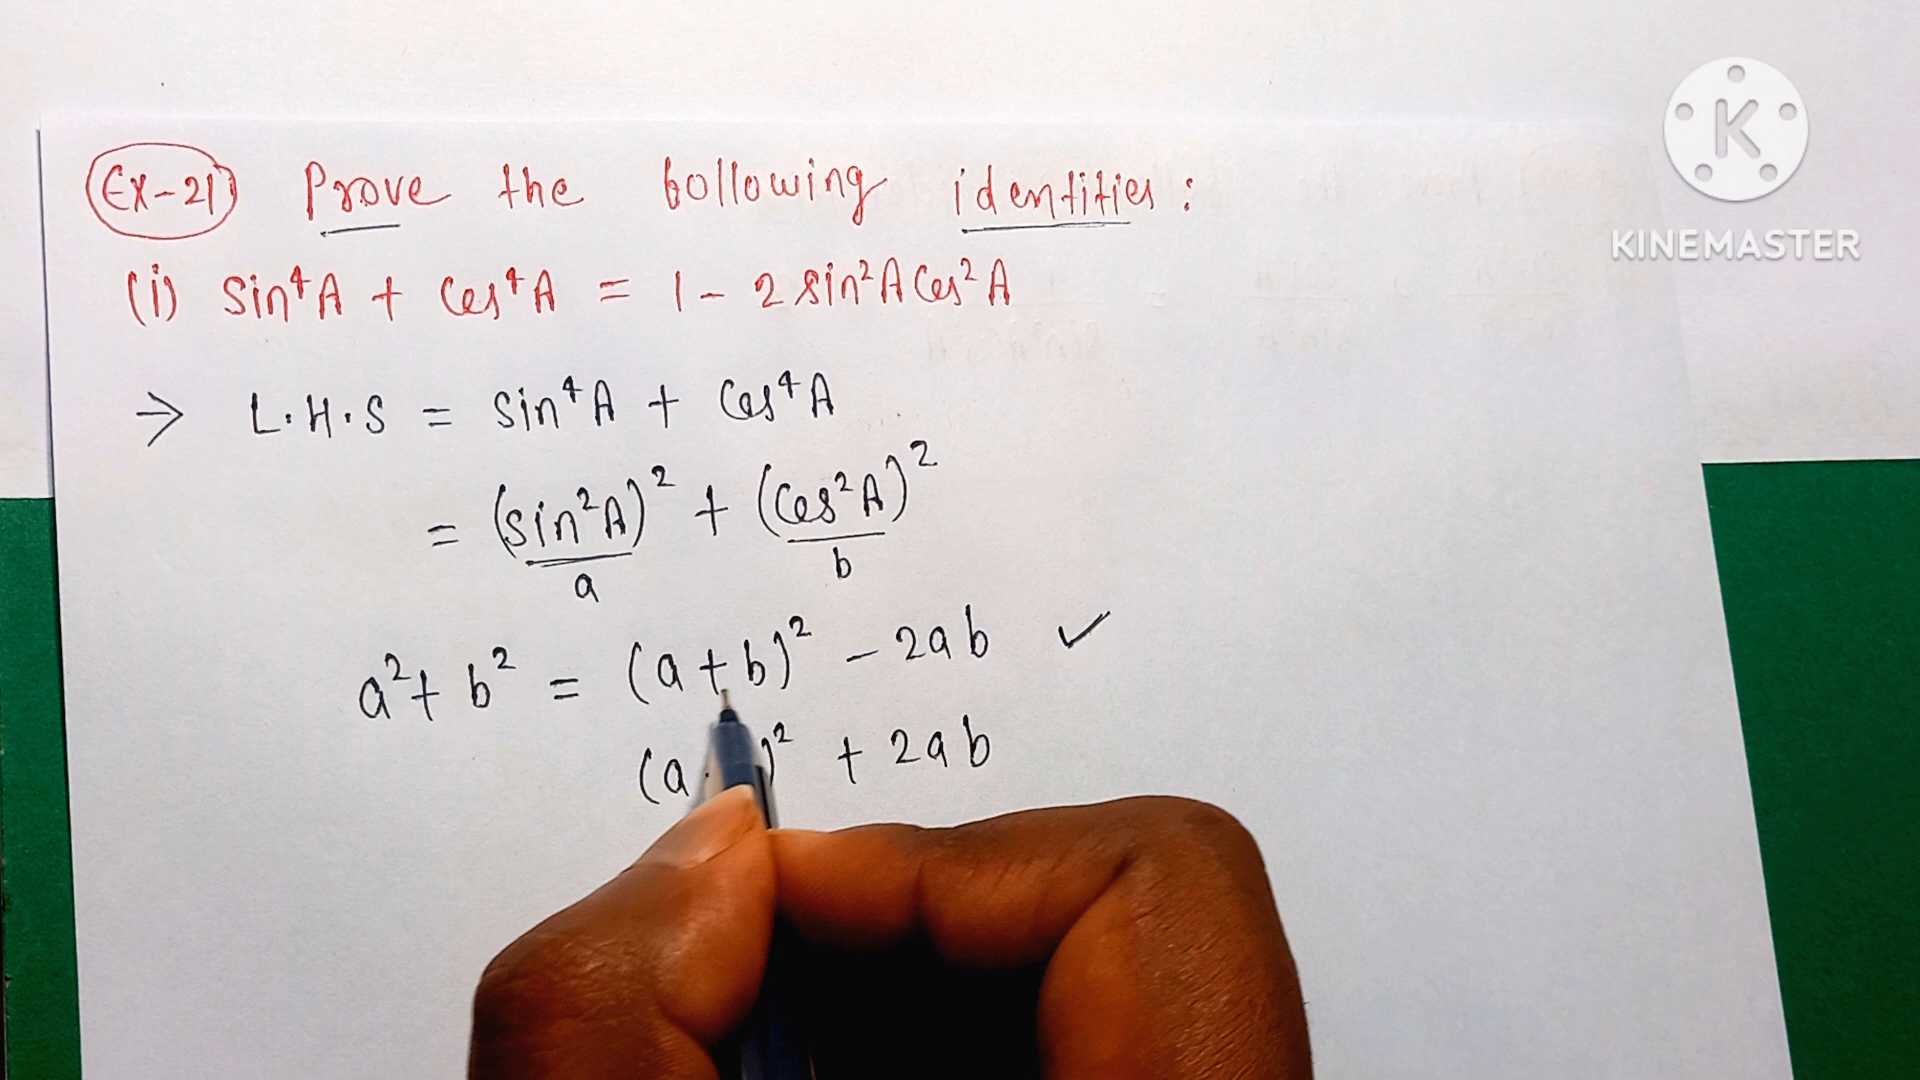 K
KINEMASTER
Ex-21) Prove the following identities:
(i) sin⁴A + cos⁴A = 1 - 2 sin²A cos²A
→ L.H.S = sin⁴A + cos⁴A
= (sin²A)² + (cos²A)²
a b
a² + b² = (a + b)² - 2ab ✓
(a )² + 2ab